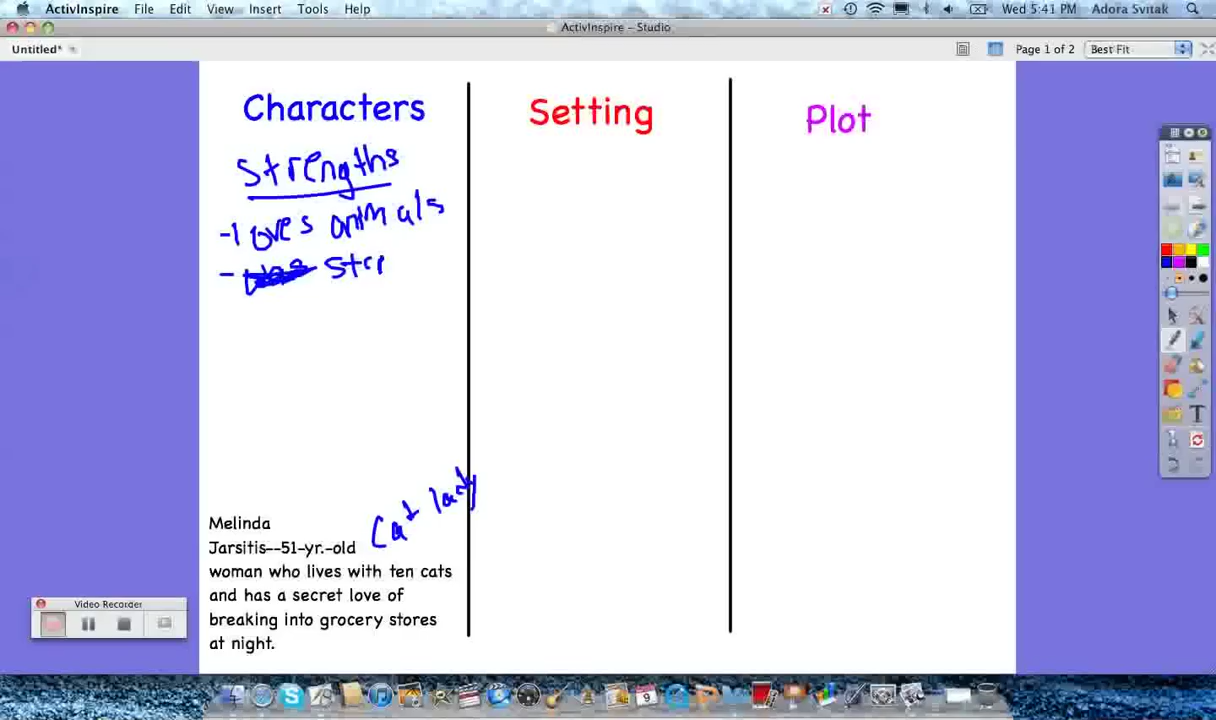 ActivInspire File Edit View Insert Tools Help Wed 5:41 PM Adora Svitak
ActivInspire – Studio
Untitled* Page 1 of 2 Best Fit
Characters
Strengths
-loves animals
-
Setting
Plot
Cat lady
Melinda
Jarsitis--51-yr.-old
woman who lives with ten cats
and has a secret love of
breaking into grocery stores
at night.
Video Recorder